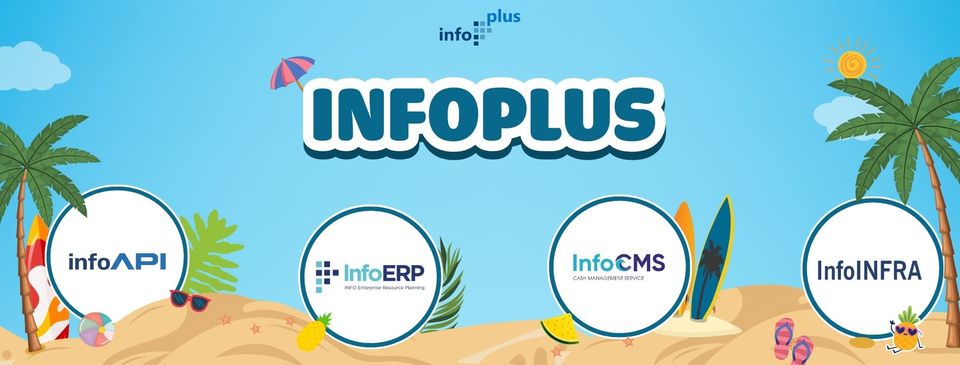 info plus
INFOPLUS
infoAPI
InfoERP
INFO Enterprise Resource Planning
InfoCMS
CASH MANAGEMENT SERVICE
InfoINFRA